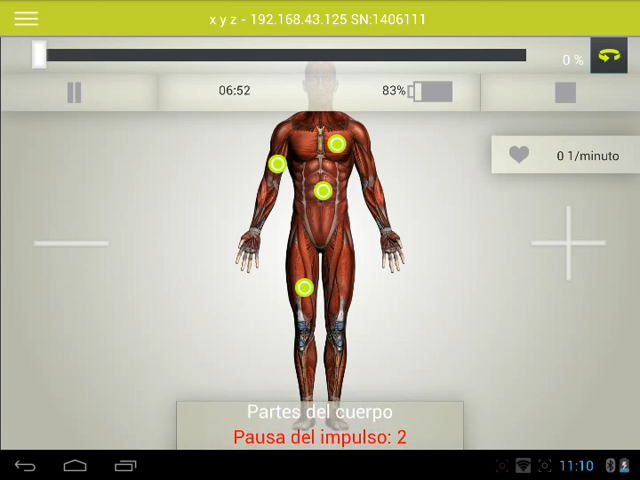 x y z - 192.168.43.125 SN:1406111
0 %
06:52
83%
0 1/minuto
Partes del cuerpo
Pausa del impulso: 2
11:10